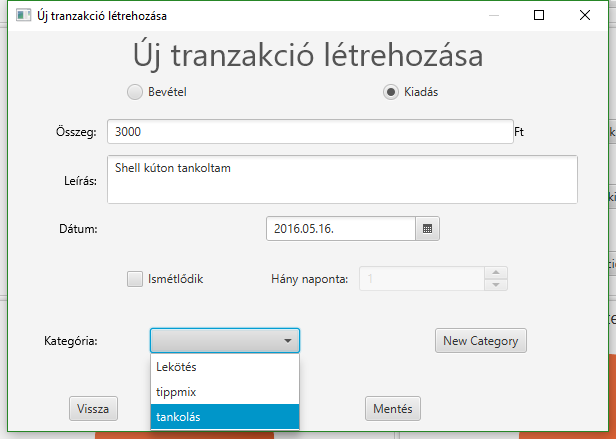 Új tranzakció létrehozása
Új tranzakció létrehozása
Bevétel
Kiadás
Összeg:
3000
Ft
Leírás:
Shell kúton tankoltam
Dátum:
2016.05.16.
Ismétlődik
Hány naponta:
1
Kategória:
New Category
Lekötés
tippmix
tankolás
Vissza
Mentés